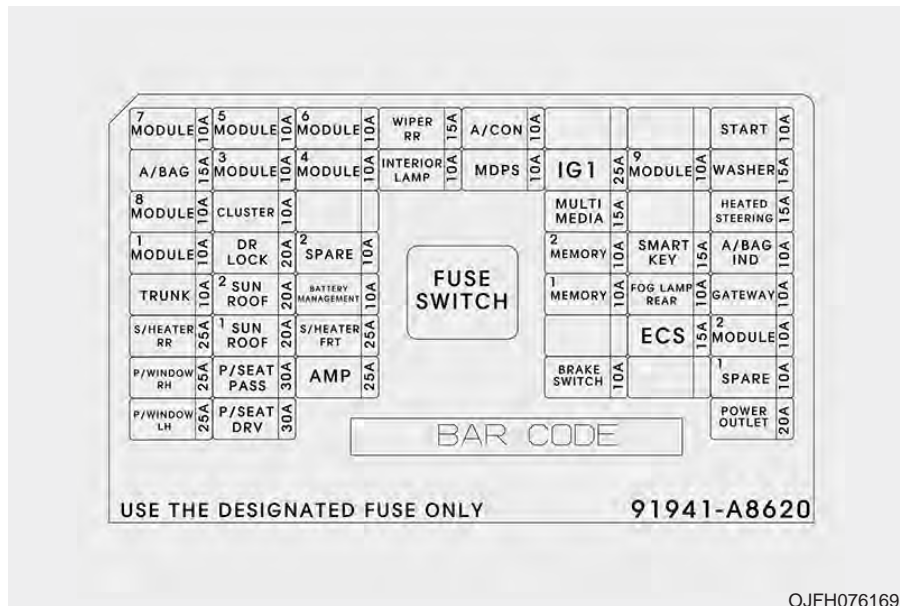 7 MODULE 10A 5 MODULE 10A 6 MODULE 10A WIPER RR 15A A/CON 10A START 10A
A/BAG 15A 3 MODULE 10A 4 MODULE 10A INTERIOR LAMP 10A MDPS 10A IG1 25A 9 MODULE 10A WASHER 15A
8 MODULE 10A CLUSTER 10A MULTI MEDIA 15A HEATED STEERING 15A
1 MODULE 10A DR LOCK 20A 2 SPARE 10A 2 MEMORY 10A SMART KEY 15A A/BAG IND 10A
TRUNK 10A 2 SUN ROOF 20A BATTERY MANAGEMENT 10A 1 MEMORY 10A FOG LAMP REAR 10A GATEWAY 10A
FUSE SWITCH
S/HEATER RR 25A 1 SUN ROOF 20A S/HEATER FRT 25A ECS 15A 2 MODULE 10A
P/WINDOW RH 25A P/SEAT PASS 30A AMP 25A BRAKE SWITCH 10A 1 SPARE 10A
P/WINDOW LH 25A P/SEAT DRV 30A POWER OUTLET 20A
BAR CODE
USE THE DESIGNATED FUSE ONLY 91941-A8620
OJFH076169